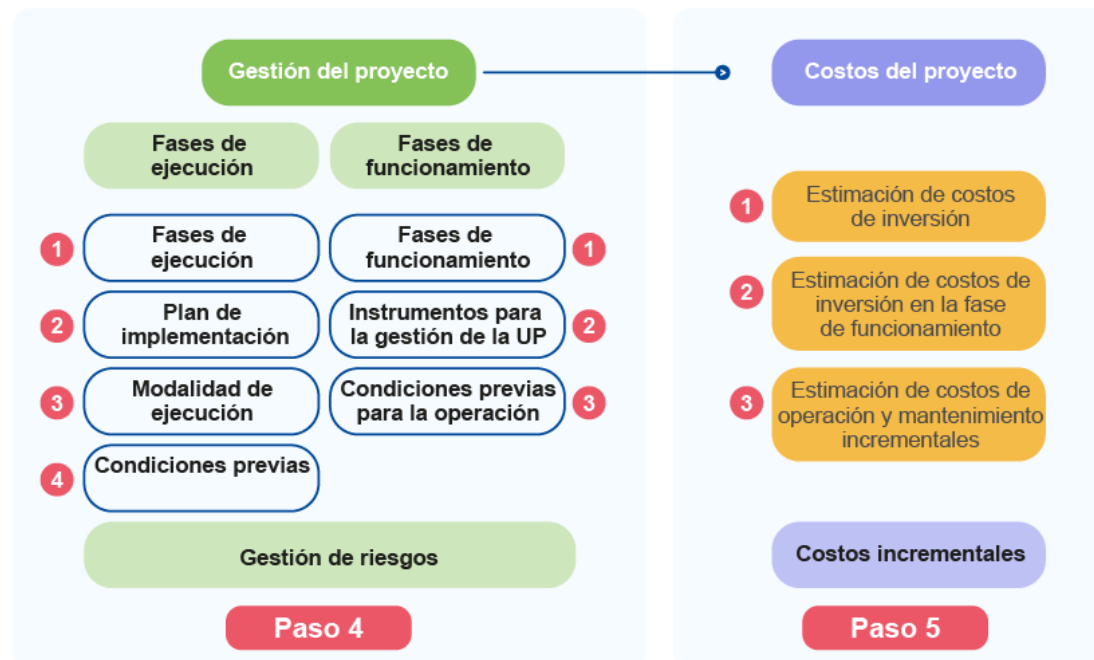 Gestión del proyecto
Fases de
ejecución
Fases de
funcionamiento
1
Fases de
ejecución
Fases de
funcionamiento
1
2
Plan de
implementación
Instrumentos para
la gestión de la UP
2
3
Modalidad de
ejecución
Condiciones previas
para la operación
3
4
Condiciones previas
Gestión de riesgos
Paso 4
Costos del proyecto
1
Estimación de costos
de inversión
2
Estimación de costos de
inversión en la fase
de funcionamiento
3
Estimación de costos de
operación y mantenimiento
incrementales
Costos incrementales
Paso 5